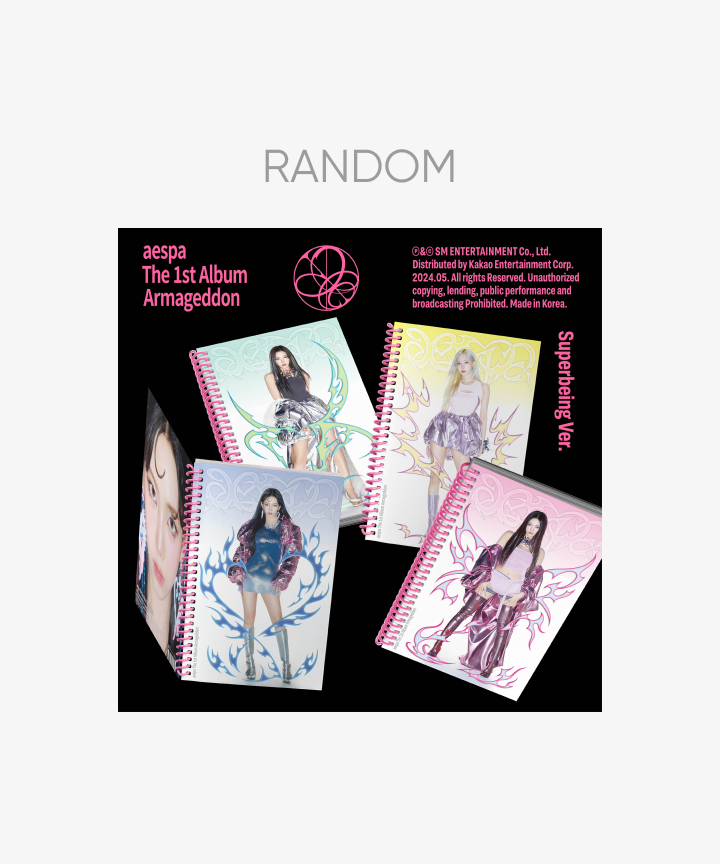 RANDOM
aespa
The 1st Album
Armageddon
Ⓟ&© SM ENTERTAINMENT Co., Ltd.
Distributed by Kakao Entertainment Corp.
2024.05. All rights Reserved. Unauthorized
copying, lending, public performance and
broadcasting Prohibited. Made in Korea.
Superbeing Ver.